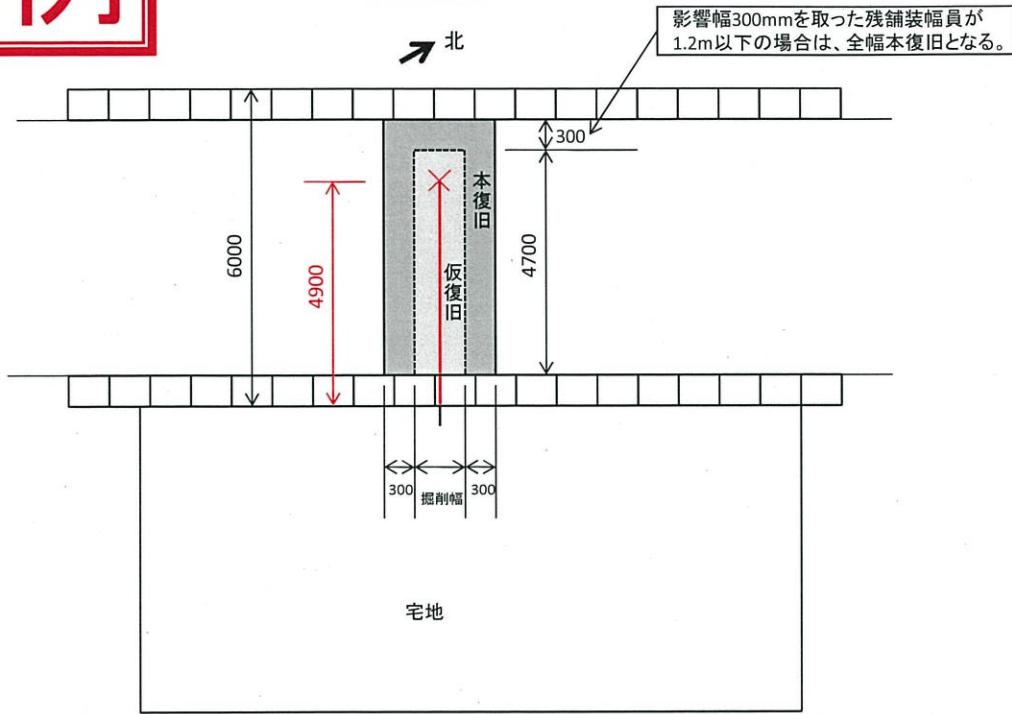 例
影響幅300mmを取った残舗装幅員が
1.2m以下の場合は、全幅本復旧となる。
北
300
本復旧
6000
4900
仮復旧
4700
300
掘削幅
300
宅地